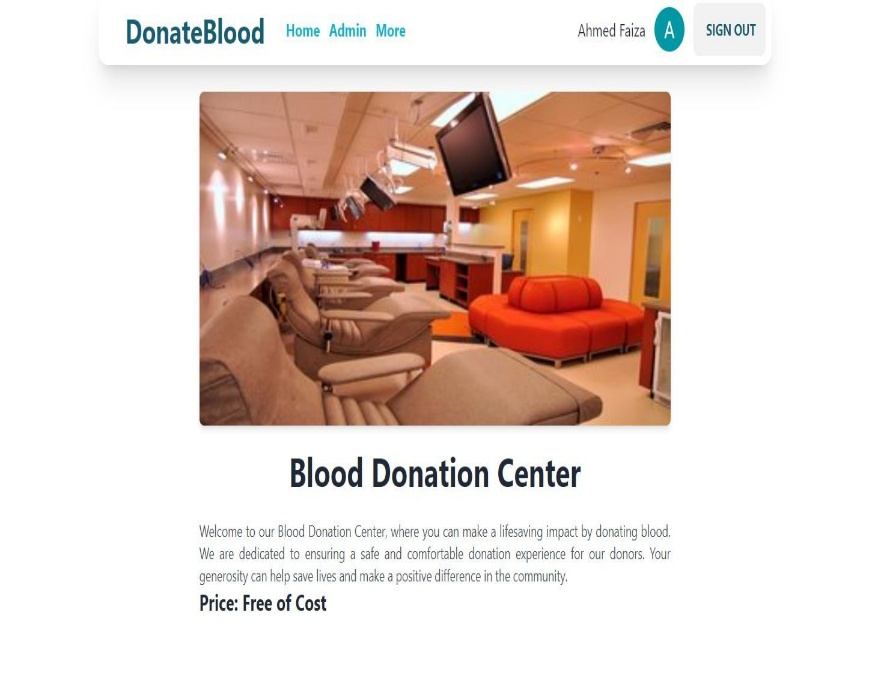 DonateBlood Home Admin More Ahmed Faiza A SIGN OUT
Blood Donation Center
Welcome to our Blood Donation Center, where you can make a lifesaving impact by donating blood.
We are dedicated to ensuring a safe and comfortable donation experience for our donors. Your
generosity can help save lives and make a positive difference in the community.
Price: Free of Cost